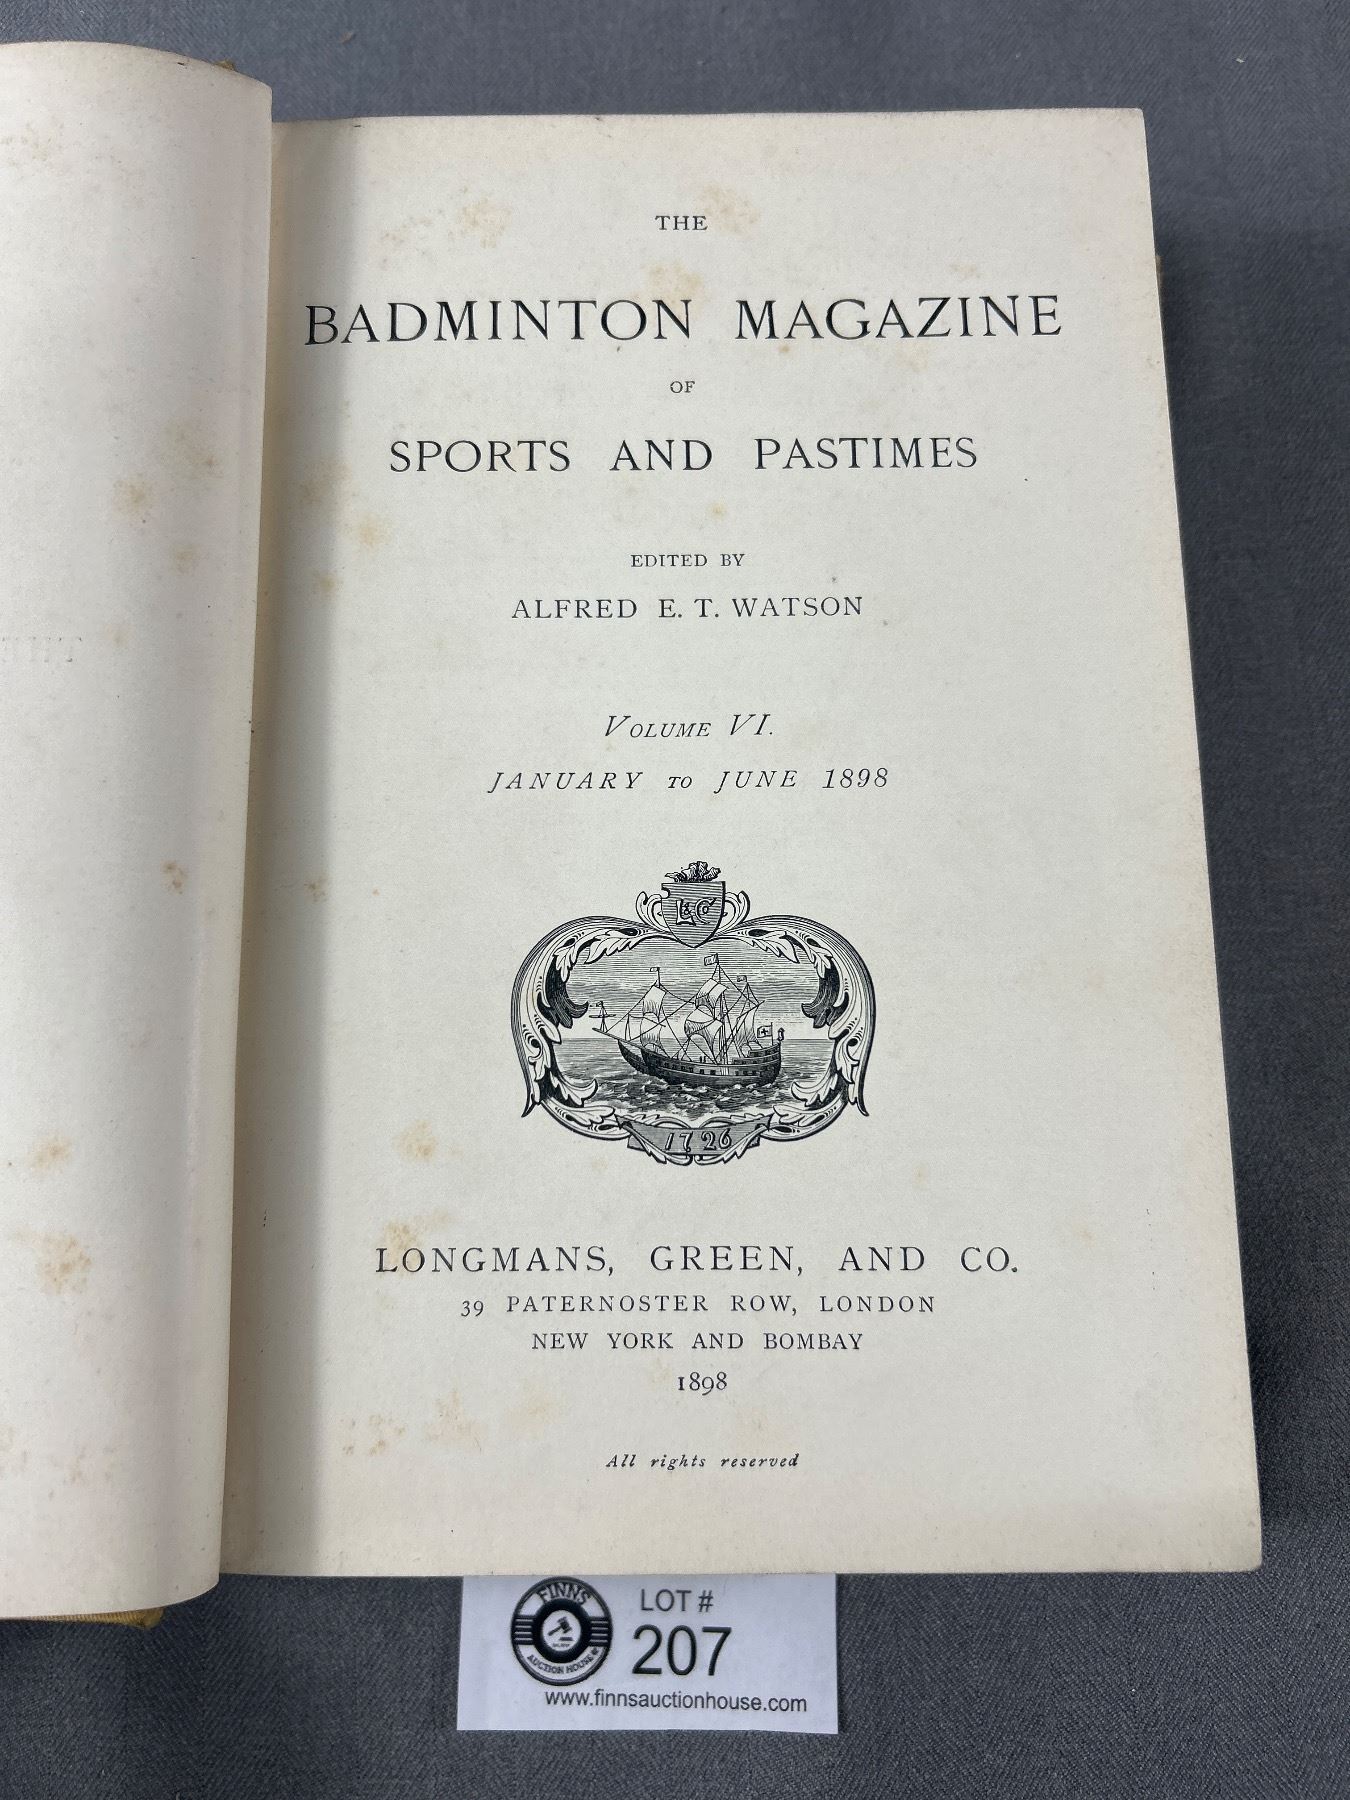 THE
BADMINTON MAGAZINE
OF
SPORTS AND PASTIMES
EDITED BY
ALFRED E. T. WATSON
VOLUME VI.
JANUARY TO JUNE 1898
L & Co
1726
LONGMANS, GREEN, AND CO.
39 PATERNOSTER ROW, LONDON
NEW YORK AND BOMBAY
1898
All rights reserved
FINNS
AUCTION HOUSE
LOT #
207
www.finnsauctionhouse.com